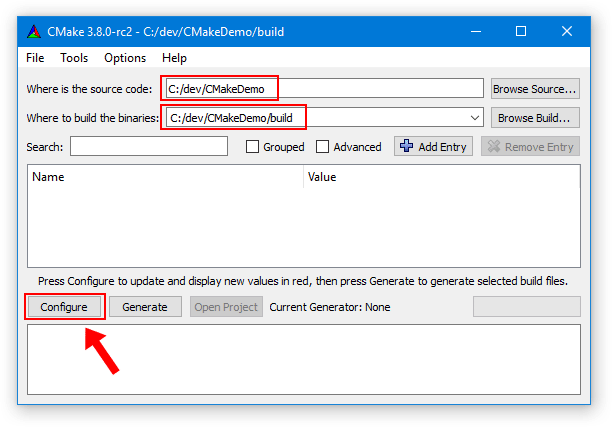 CMake 3.8.0-rc2 - C:/dev/CMakeDemo/build
File Tools Options Help
Where is the source code: C:/dev/CMakeDemo Browse Source...
Where to build the binaries: C:/dev/CMakeDemo/build Browse Build...
Search: Grouped Advanced Add Entry Remove Entry
Name Value
Press Configure to update and display new values in red, then press Generate to generate selected build files.
Configure Generate Open Project Current Generator: None